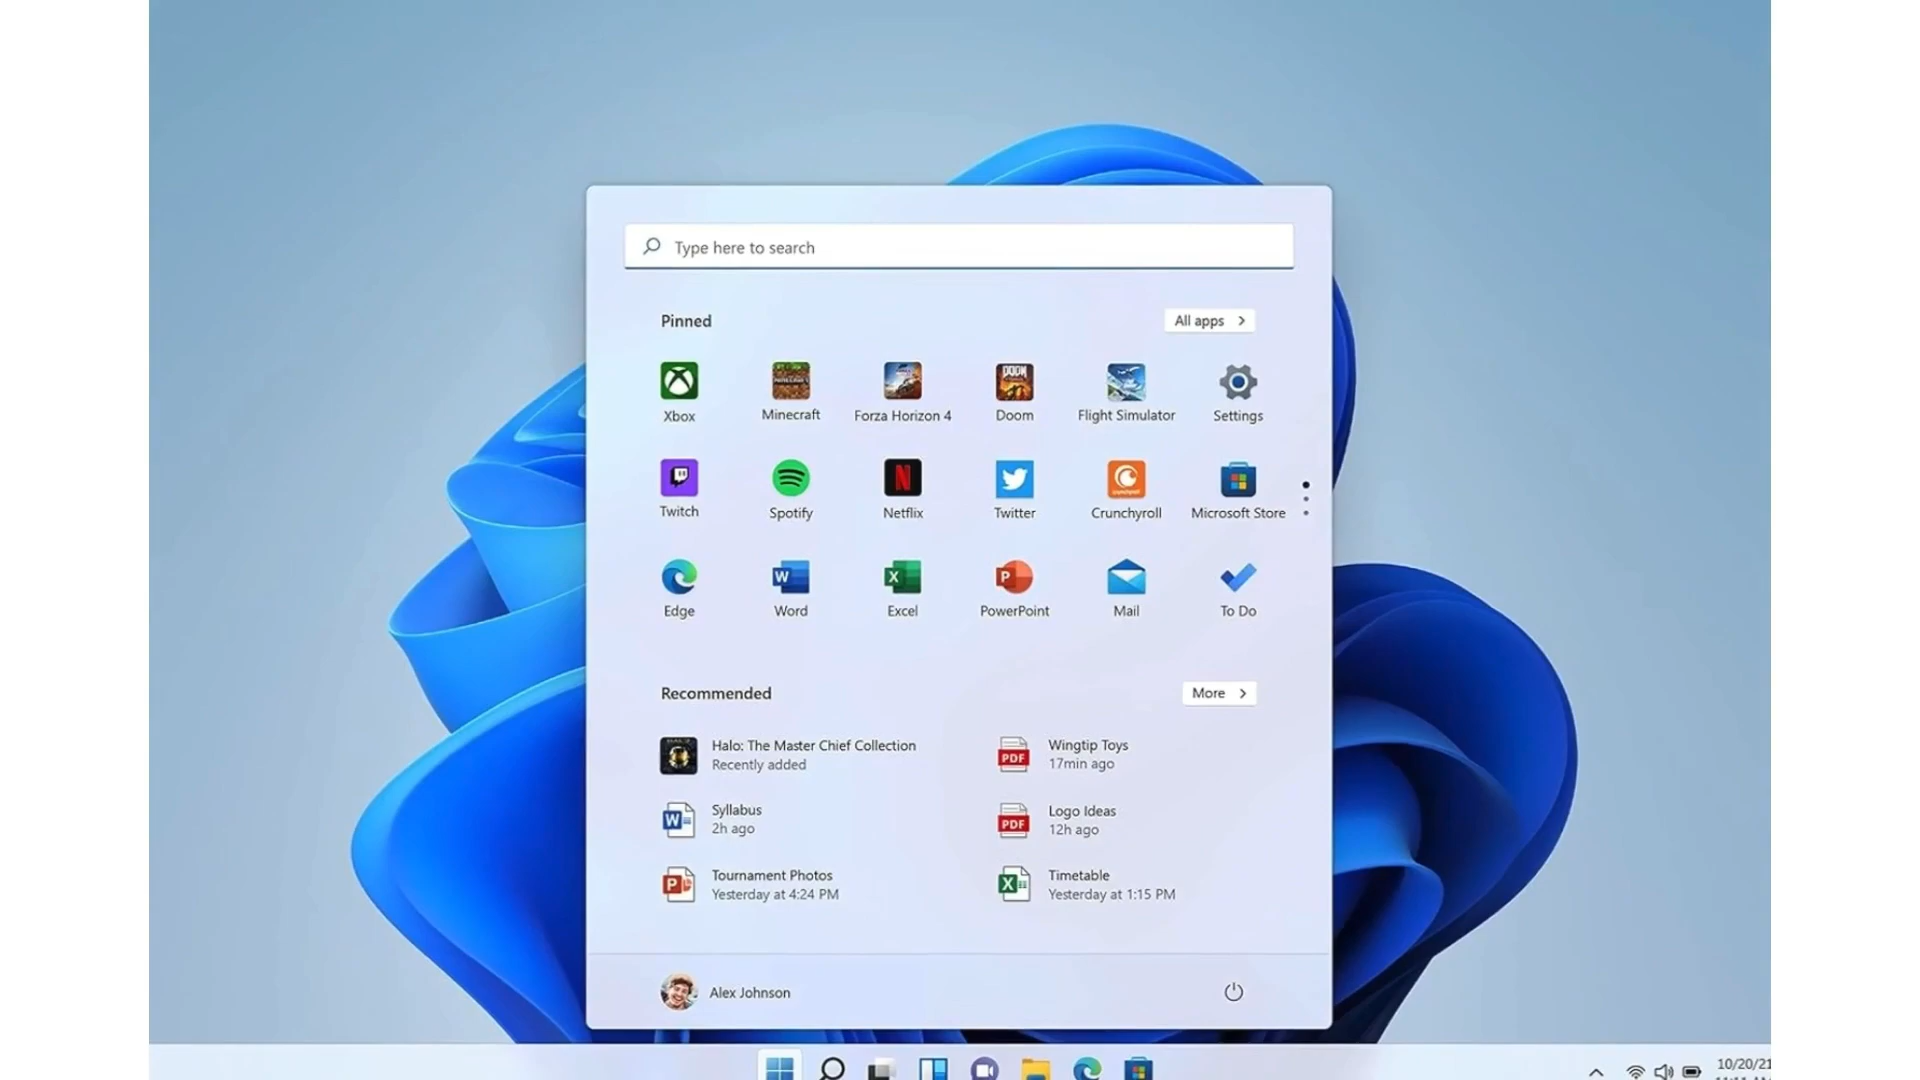 Type here to search
Pinned
All apps
Xbox
Minecraft
Forza Horizon 4
Doom
Flight Simulator
Settings
Twitch
Spotify
Netflix
Twitter
Crunchyroll
Microsoft Store
Edge
Word
Excel
PowerPoint
Mail
To Do
Recommended
More
Halo: The Master Chief Collection
Recently added
Wingtip Toys
17min ago
Syllabus
2h ago
Logo Ideas
12h ago
Tournament Photos
Yesterday at 4:24 PM
Timetable
Yesterday at 1:15 PM
Alex Johnson
10/20/21